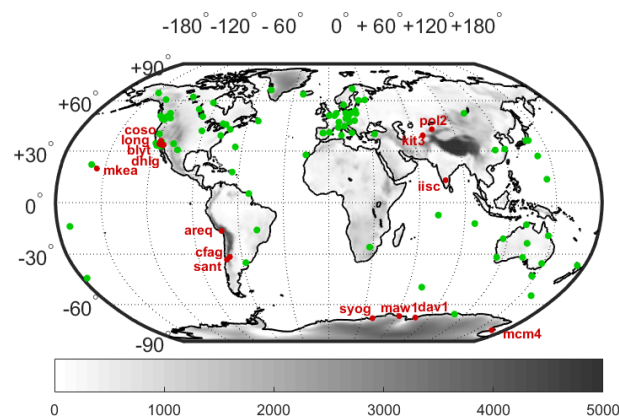 -180° -120° -60° 0° +60° +120° +180°
+90°
+60°
+30°
0°
-30°
-60°
-90°
coso
long
blyt
dhlg
mkea
pol2
kit3
iisc
areq
cfag
sant
syog maw1 dav1
mcm4
0 1000 2000 3000 4000 5000